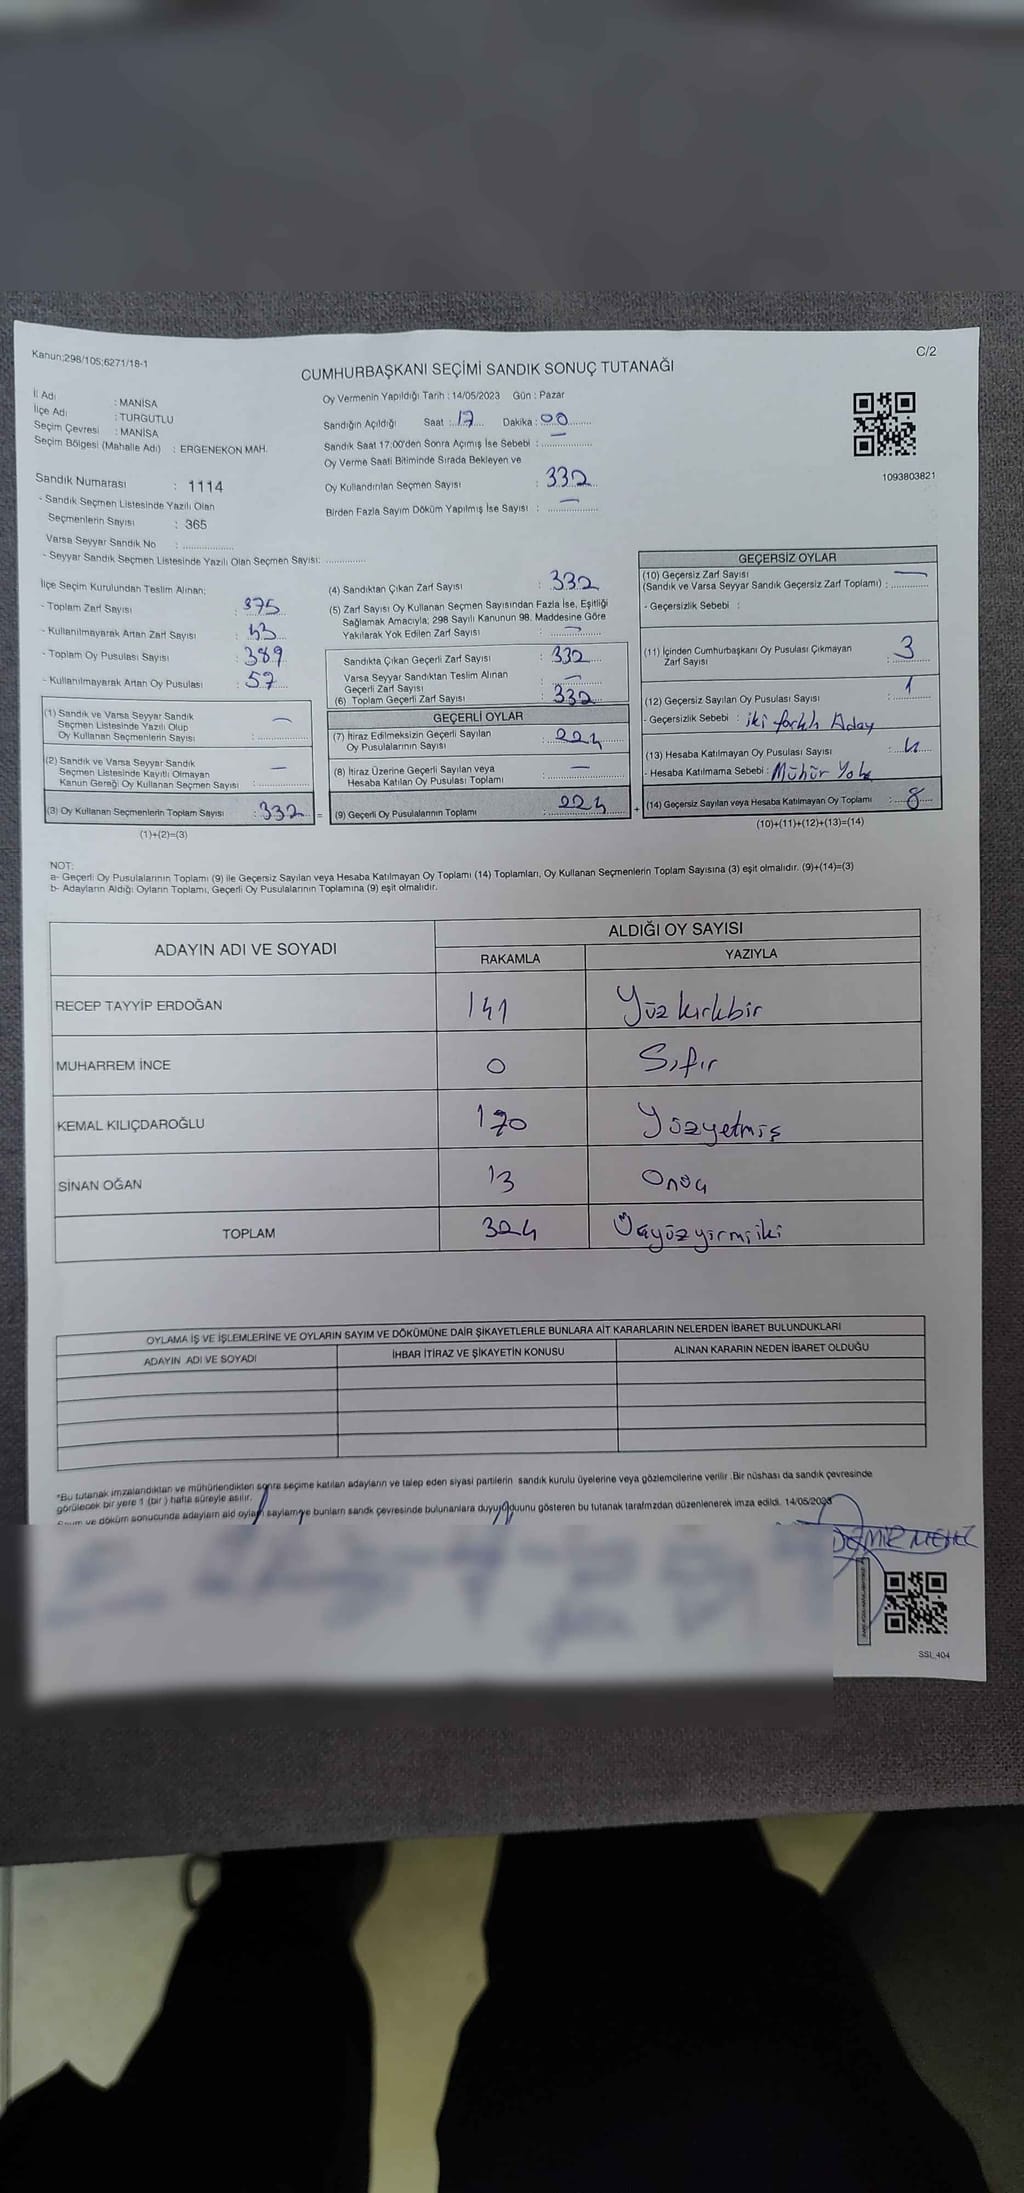 Kanun:298/105;6271/18-1
C/2
CUMHURBAŞKANI SEÇİMİ SANDIK SONUÇ TUTANAĞI
İl Adı : MANİSA
İlçe Adı : TURGUTLU
Seçim Çevresi : MANİSA
Seçim Bölgesi (Mahalle Adı) : ERGENEKON MAH.
Sandık Numarası : 1114
- Sandık Seçmen Listesinde Yazılı Olan
Seçmenlerin Sayısı : 365
Varsa Seyyar Sandık No : ................
- Seyyar Sandık Seçmen Listesinde Yazılı Olan Seçmen Sayısı: ............
Oy Vermenin Yapıldığı Tarih : 14/05/2023 Gün : Pazar
Sandığın Açıldığı Saat : 17 Dakika : 00
Sandık Saat 17:00'den Sonra Açımış İse Sebebi : —
Oy Verme Saati Bitiminde Sırada Bekleyen ve
Oy Kullandırılan Seçmen Sayısı : 332
Birden Fazla Sayım Döküm Yapılmış İse Sayısı : —
1093803821
İlçe Seçim Kurulundan Teslim Alınan;
- Toplam Zarf Sayısı : 375
- Kullanılmayarak Artan Zarf Sayısı : 43
- Toplam Oy Pusulası Sayısı : 389
- Kullanılmayarak Artan Oy Pusulası : 57
(1) Sandık ve Varsa Seyyar Sandık
Seçmen Listesinde Yazılı Olup
Oy Kullanan Seçmenlerin Sayısı : —
(2) Sandık ve Varsa Seyyar Sandık
Seçmen Listesinde Kayıtlı Olmayan
Kanun Gereği Oy Kullanan Seçmen Sayısı : —
(3) Oy Kullanan Seçmenlerin Toplam Sayısı : 332 =
(1)+(2)=(3)
(4) Sandıktan Çıkan Zarf Sayısı : 332
(5) Zarf Sayısı Oy Kullanan Seçmen Sayısından Fazla İse, Eşitliği
Sağlamak Amacıyla; 298 Sayılı Kanunun 98. Maddesine Göre
Yakılarak Yok Edilen Zarf Sayısı : —
Sandıkta Çıkan Geçerli Zarf Sayısı : 332
Varsa Seyyar Sandıktan Teslim Alınan
Geçerli Zarf Sayısı : —
(6) Toplam Geçerli Zarf Sayısı : 332
GEÇERLİ OYLAR
(7) İtiraz Edilmeksizin Geçerli Sayılan
Oy Pusulalarının Sayısı : 224
(8) İtiraz Üzerine Geçerli Sayılan veya
Hesaba Katılan Oy Pusulası Toplamı : —
(9) Geçerli Oy Pusulalarının Toplamı : 224 +
GEÇERSİZ OYLAR
(10) Geçersiz Zarf Sayısı
(Sandık ve Varsa Seyyar Sandık Geçersiz Zarf Toplamı) : —
- Geçersizlik Sebebi :
(11) İçinden Cumhurbaşkanı Oy Pusulası Çıkmayan
Zarf Sayısı : 3
(12) Geçersiz Sayılan Oy Pusulası Sayısı : 1
- Geçersizlik Sebebi : iki farklı Aday
(13) Hesaba Katılmayan Oy Pusulası Sayısı : 4
- Hesaba Katılmama Sebebi : Mühür Yok
(14) Geçersiz Sayılan veya Hesaba Katılmayan Oy Toplamı : 8
(10)+(11)+(12)+(13)=(14)
NOT:
a- Geçerli Oy Pusulalarının Toplamı (9) ile Geçersiz Sayılan veya Hesaba Katılmayan Oy Toplamı (14) Toplamları, Oy Kullanan Seçmenlerin Toplam Sayısına (3) eşit olmalıdır. (9)+(14)=(3)
b- Adayların Aldığı Oyların Toplamı, Geçerli Oy Pusulalarının Toplamına (9) eşit olmalıdır.
ADAYIN ADI VE SOYADI
ALDIĞI OY SAYISI
RAKAMLA YAZIYLA
RECEP TAYYİP ERDOĞAN 141 Yüz kırkbir
MUHARREM İNCE 0 Sıfır
KEMAL KILIÇDAROĞLU 170 Yüzyetmiş
SİNAN OĞAN 13 Onüç
TOPLAM 324 Üçyüzyirmiiki
OYLAMA İŞ VE İŞLEMLERİNE VE OYLARIN SAYIM VE DÖKÜMÜNE DAİR ŞİKAYETLERLE BUNLARA AİT KARARLARIN NELERDEN İBARET BULUNDUKLARI
ADAYIN ADI VE SOYADI İHBAR İTİRAZ VE ŞİKAYETİN KONUSU ALINAN KARARIN NEDEN İBARET OLDUĞU
*Bu tutanak imzalandıktan ve mühürlendikten sonra seçime katılan adayların ve talep eden siyasi partilerin sandık kurulu üyelerine veya gözlemcilerine verilir .Bir nüshası da sandık çevresinde
görülecek bir yere 1 (bir ) hafta süreyle asılır.
Sayım ve döküm sonucunda adayların ald oyların saylarnıye bunların sandık çevresinde bulunanlara duyurulduunu gösteren bu tutanak tarafmzdan düzenlenerek imza edildi. 14/05/2023
SSI_404